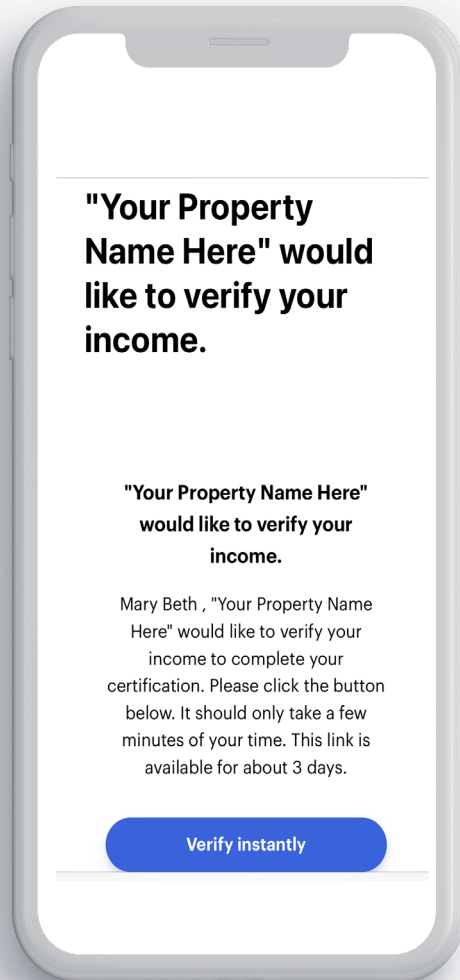 "Your Property
Name Here" would
like to verify your
income.
"Your Property Name Here"
would like to verify your
income.
Mary Beth , "Your Property Name
Here" would like to verify your
income to complete your
certification. Please click the button
below. It should only take a few
minutes of your time. This link is
available for about 3 days.
Verify instantly